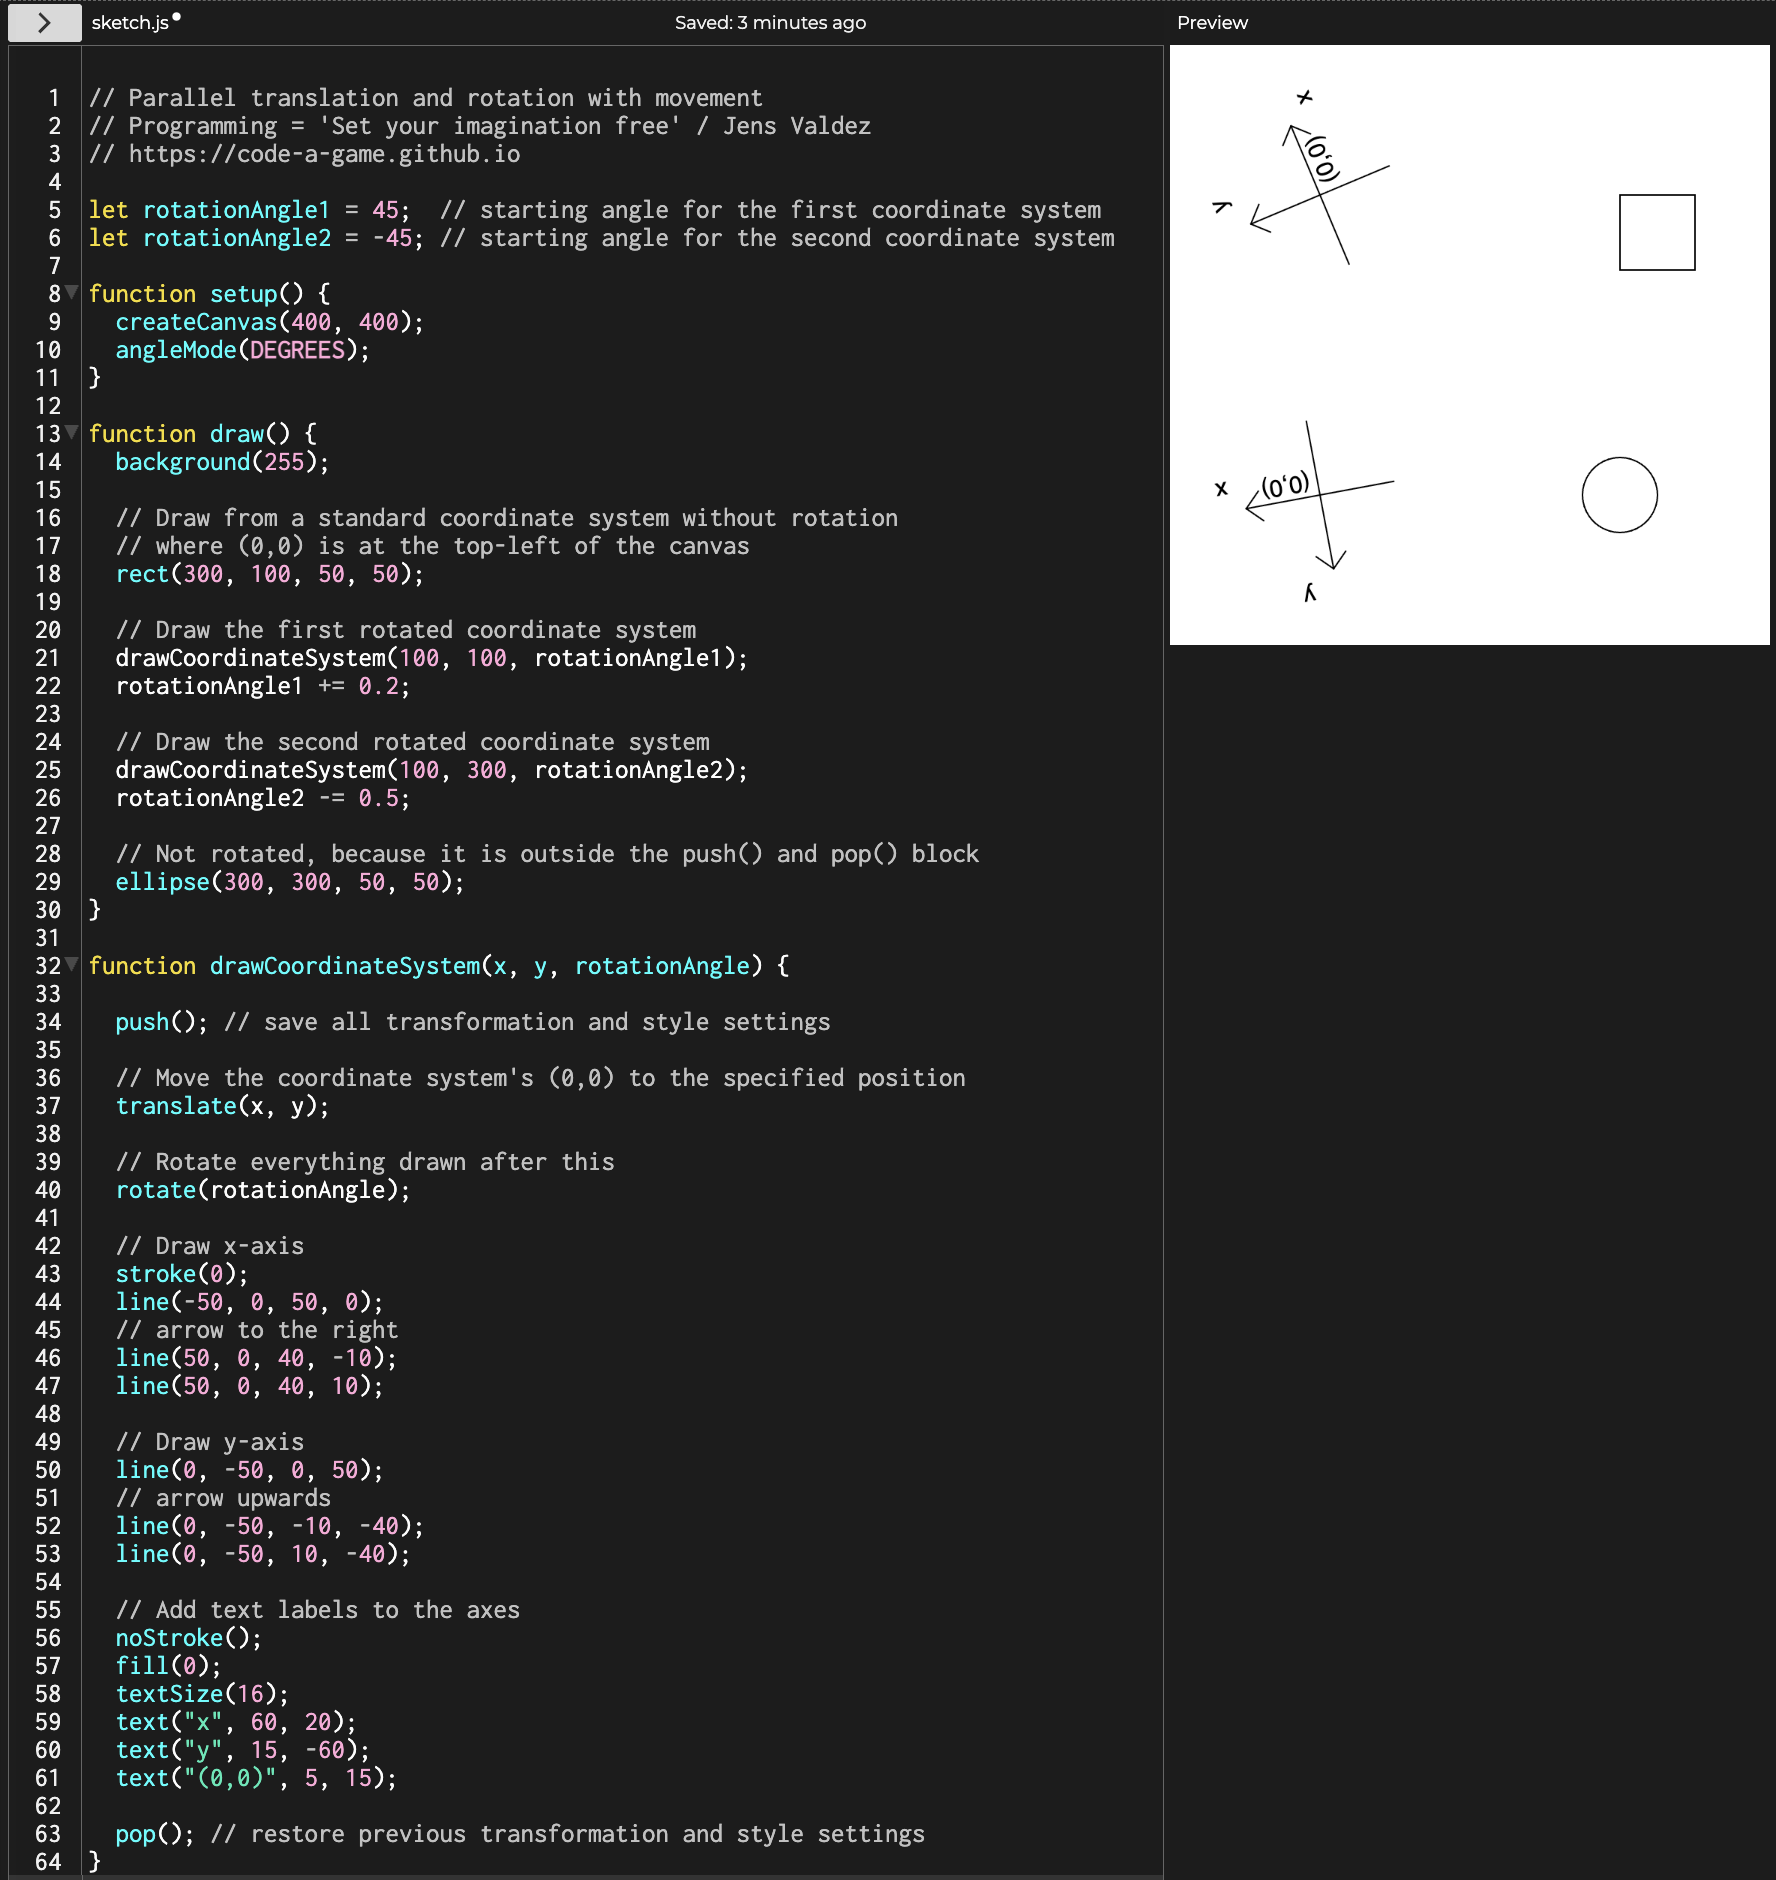 sketch.js
Saved: 3 minutes ago
Preview
1 // Parallel translation and rotation with movement
2 // Programming = 'Set your imagination free' / Jens Valdez
3 // https://code-a-game.github.io
4
5 let rotationAngle1 = 45;  // starting angle for the first coordinate system
6 let rotationAngle2 = -45; // starting angle for the second coordinate system
7
8 function setup() {
9   createCanvas(400, 400);
10   angleMode(DEGREES);
11 }
12
13 function draw() {
14   background(255);
15
16   // Draw from a standard coordinate system without rotation
17   // where (0,0) is at the top-left of the canvas
18   rect(300, 100, 50, 50);
19
20   // Draw the first rotated coordinate system
21   drawCoordinateSystem(100, 100, rotationAngle1);
22   rotationAngle1 += 0.2;
23
24   // Draw the second rotated coordinate system
25   drawCoordinateSystem(100, 300, rotationAngle2);
26   rotationAngle2 -= 0.5;
27
28   // Not rotated, because it is outside the push() and pop() block
29   ellipse(300, 300, 50, 50);
30 }
31
32 function drawCoordinateSystem(x, y, rotationAngle) {
33
34   push(); // save all transformation and style settings
35
36   // Move the coordinate system's (0,0) to the specified position
37   translate(x, y);
38
39   // Rotate everything drawn after this
40   rotate(rotationAngle);
41
42   // Draw x-axis
43   stroke(0);
44   line(-50, 0, 50, 0);
45   // arrow to the right
46   line(50, 0, 40, -10);
47   line(50, 0, 40, 10);
48
49   // Draw y-axis
50   line(0, -50, 0, 50);
51   // arrow upwards
52   line(0, -50, -10, -40);
53   line(0, -50, 10, -40);
54
55   // Add text labels to the axes
56   noStroke();
57   fill(0);
58   textSize(16);
59   text("x", 60, 20);
60   text("y", 15, -60);
61   text("(0,0)", 5, 15);
62
63   pop(); // restore previous transformation and style settings
64 }
x
(0,0)
y
x
(0,0)
y